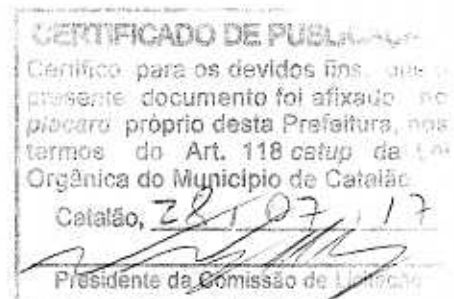 CERTIFICADO DE
Certifico para os devidos fins, que o
presente documento foi afixado no
placard próprio desta Prefeitura, nos
termos do Art. 118 catup da Lei
Orgânica do Município de Catalão
Catalão, 28 / 07 / 17
Presidente da Comissão de Licitação